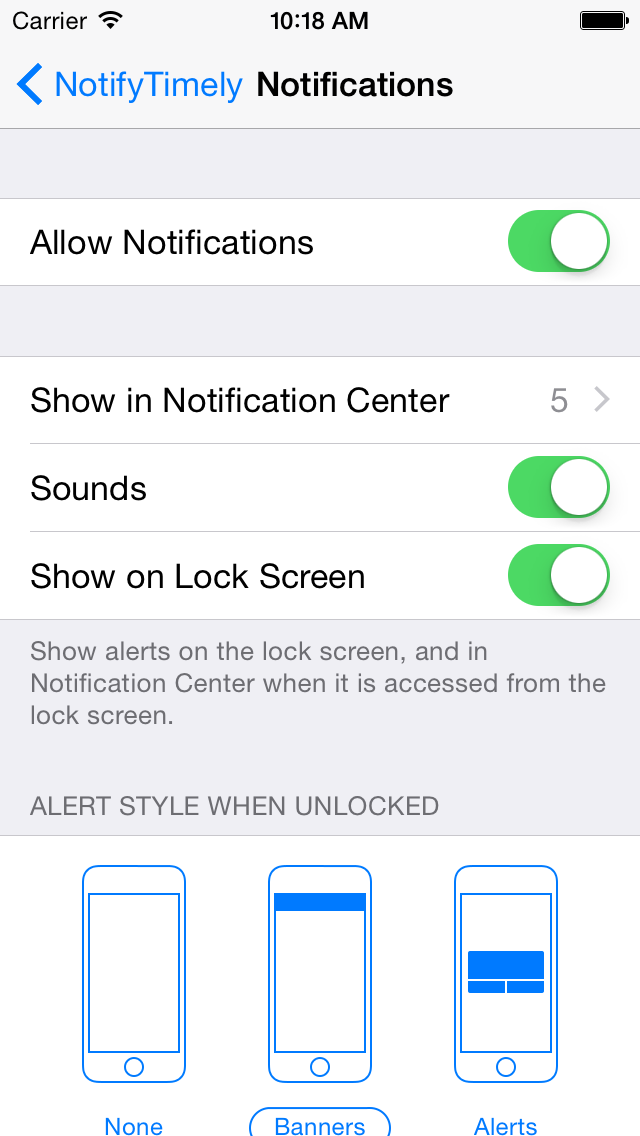 Carrier 10:18 AM
NotifyTimely Notifications
Allow Notifications
Show in Notification Center 5
Sounds
Show on Lock Screen
Show alerts on the lock screen, and in
Notification Center when it is accessed from the
lock screen.
ALERT STYLE WHEN UNLOCKED
None Banners Alerts